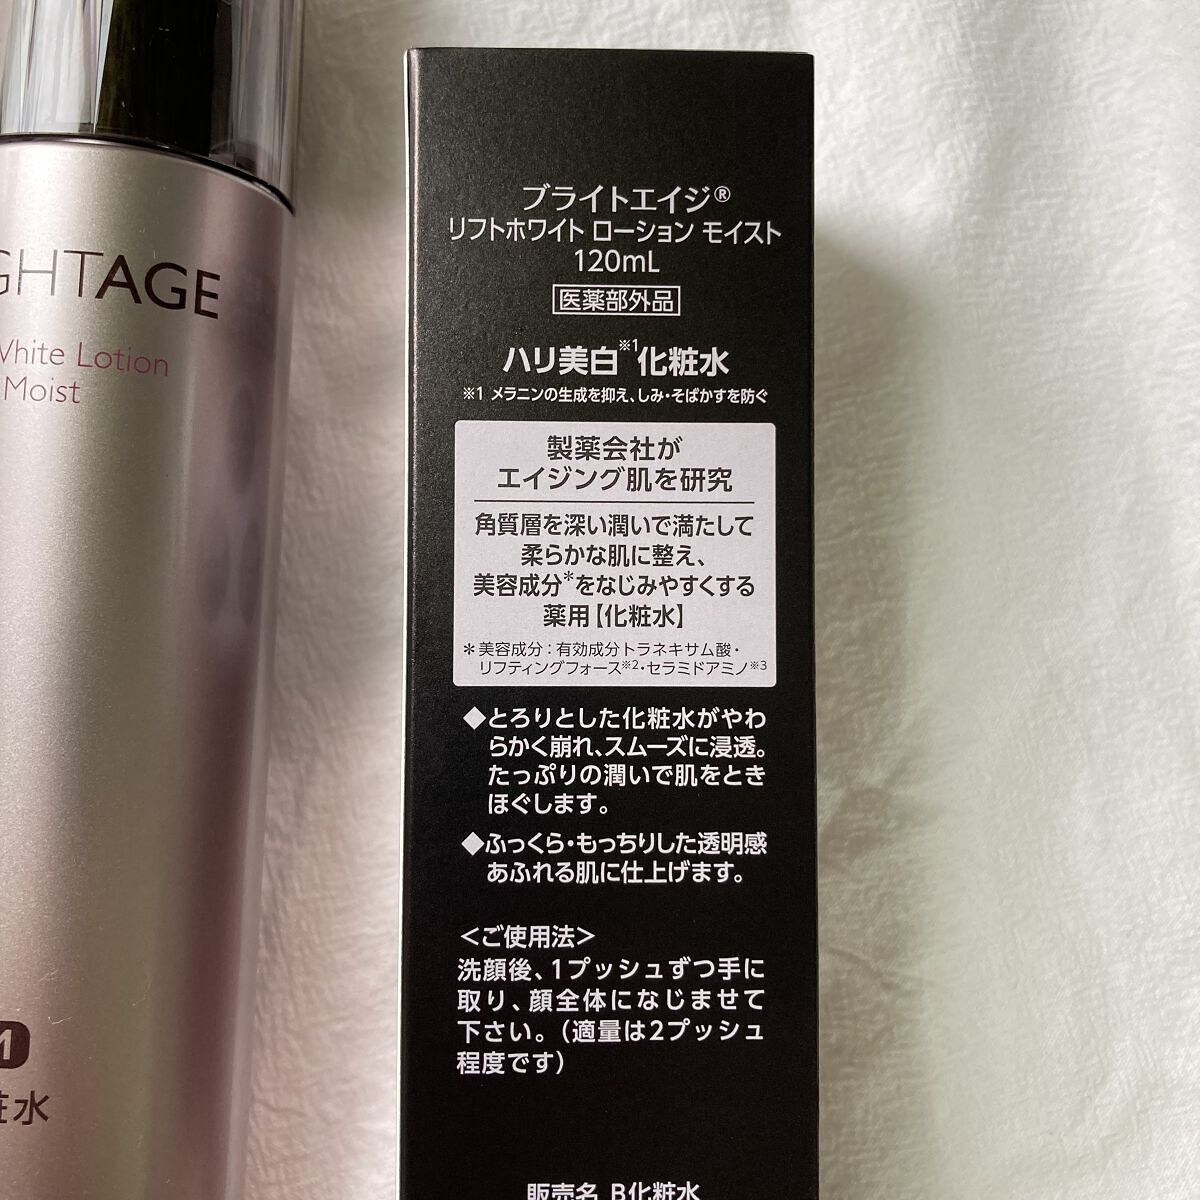 GHTAGE
White Lotion
Moist
粧水
ブライトエイジ®
リフトホワイト ローション モイスト
120mL
医薬部外品
ハリ美白※1化粧水
※1 メラニンの生成を抑え、しみ・そばかすを防ぐ
製薬会社が
エイジング肌を研究
角質層を深い潤いで満たして
柔らかな肌に整え、
美容成分*をなじみやすくする
薬用【化粧水】
*美容成分：有効成分トラネキサム酸・
リフティングフォース※2・セラミドアミノ※3
◆とろりとした化粧水がやわ
らかく崩れ、スムーズに浸透。
たっぷりの潤いで肌をとき
ほぐします。
◆ふっくら・もっちりした透明感
あふれる肌に仕上げます。
＜ご使用法＞
洗顔後、1プッシュずつ手に
取り、顔全体になじませて
下さい。（適量は2プッシュ
程度です）
販売名 B化粧水